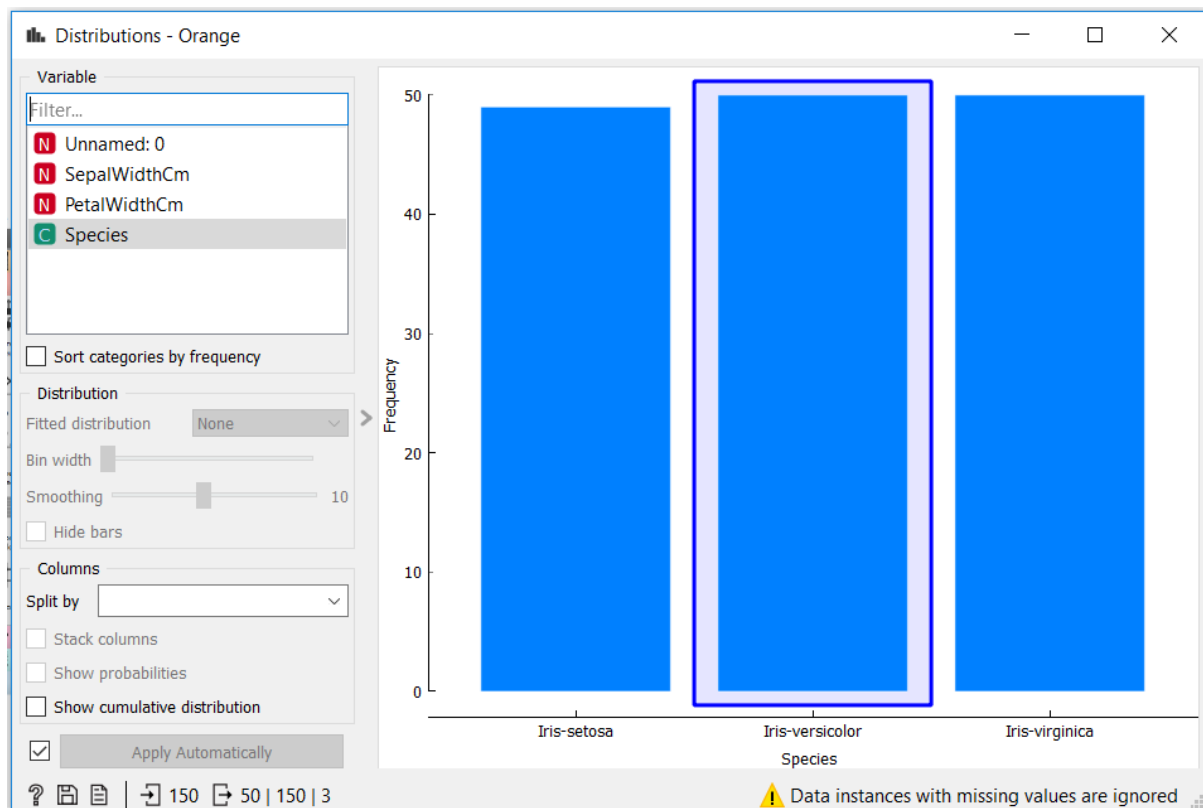 Distributions - Orange
Variable
Filter...
N Unnamed: 0
N SepalWidthCm
N PetalWidthCm
C Species
Sort categories by frequency
Distribution
Fitted distribution None
Bin width
Smoothing 10
Hide bars
Columns
Split by
Stack columns
Show probabilities
Show cumulative distribution
Apply Automatically
? 150 50 | 150 | 3
50
40
30
20
10
0
Frequency
Iris-setosa Iris-versicolor Iris-virginica
Species
Data instances with missing values are ignored